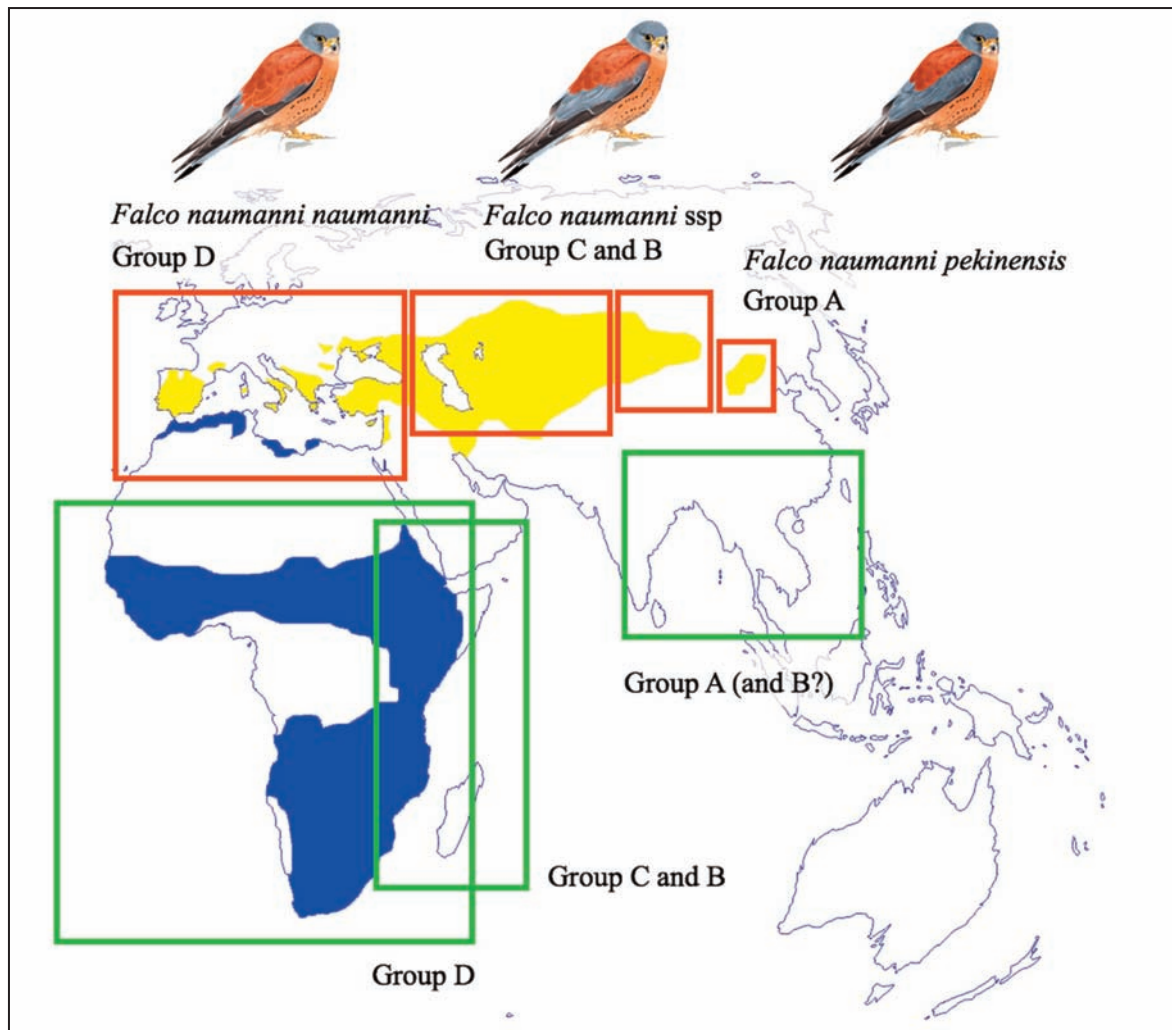 Falco naumanni naumanni
Group D
Falco naumanni ssp
Group C and B
Falco naumanni pekinensis
Group A
Group A (and B?)
Group C and B
Group D